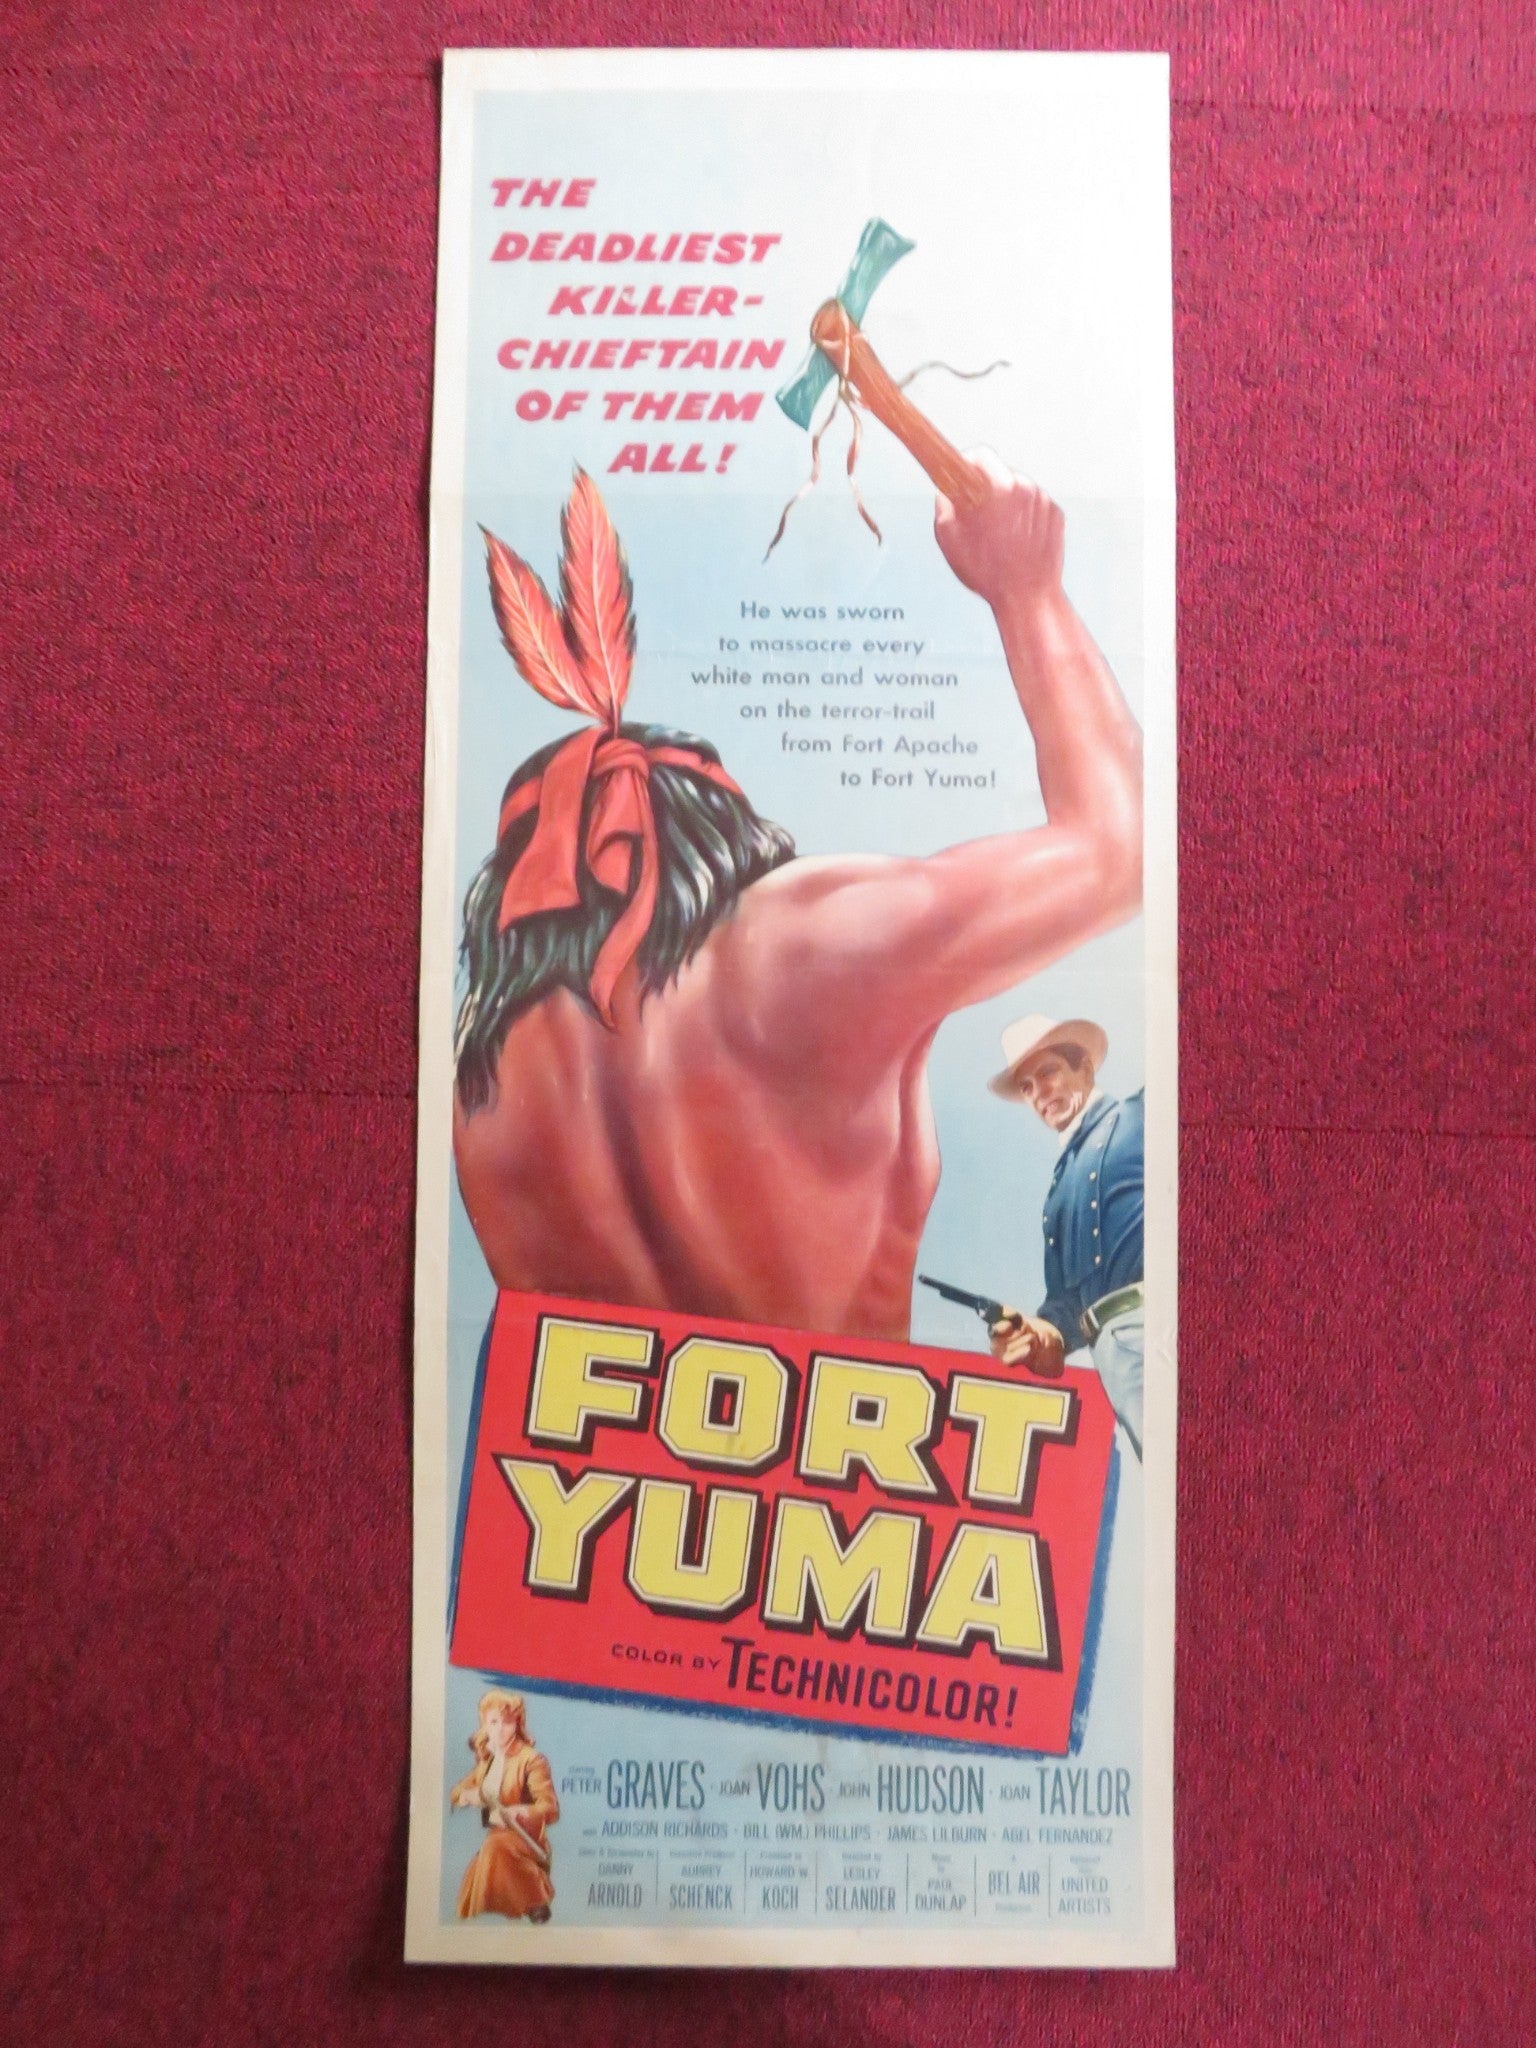 THE
DEADLIEST
KILLER-
CHIEFTAIN
OF THEM
ALL!
He was sworn
to massacre every
white man and woman
on the terror-trail
from Fort Apache
to Fort Yuma!
FORT
YUMA
COLOR BY TECHNICOLOR!
starring PETER GRAVES · JOAN VOHS · JOHN HUDSON · JOAN TAYLOR
ADDISON RICHARDS · BILL (WM.) PHILLIPS · JAMES LILBURN · ABEL FERNANDEZ
DANNY ARNOLD
AUBREY SCHENCK
HOWARD W. KOCH
LESLEY SELANDER
PAUL DUNLAP
A BEL AIR
UNITED ARTISTS